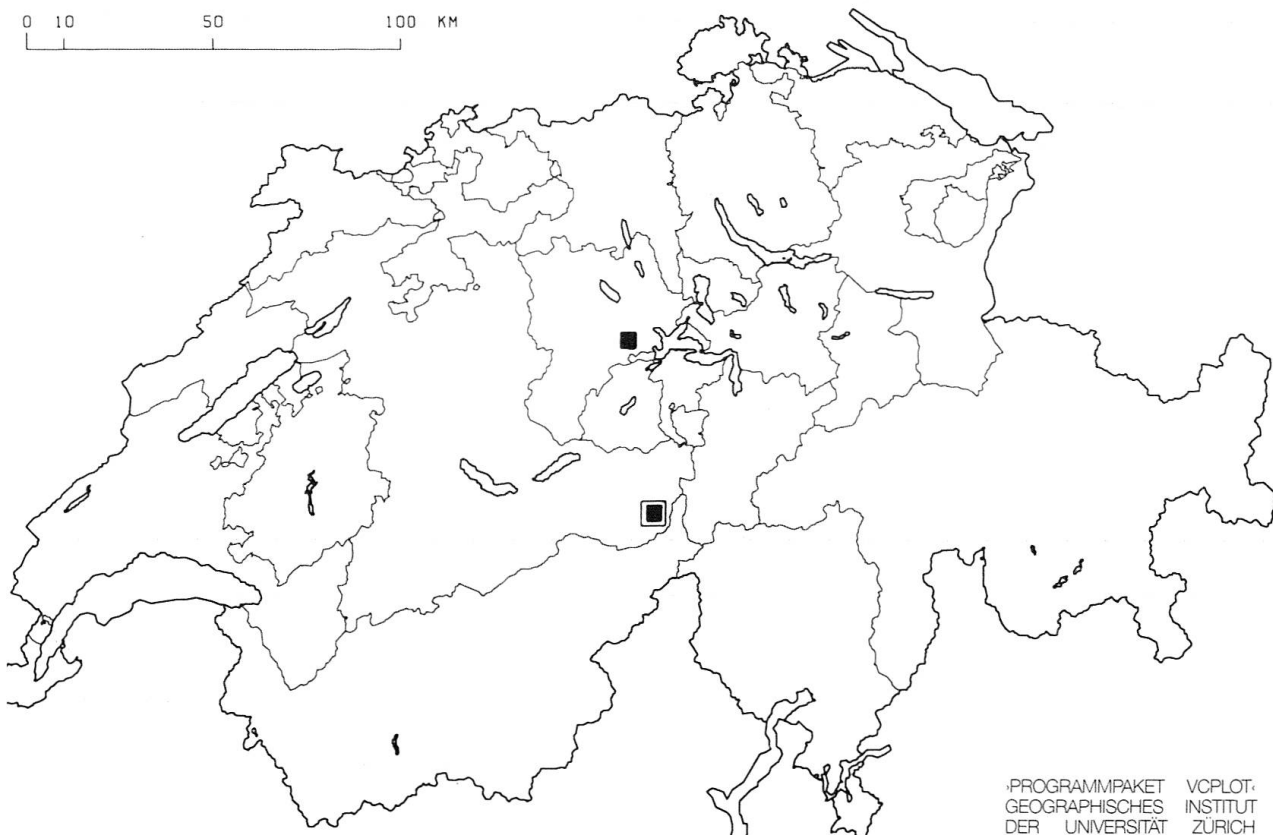 0 10 50 100 KM
›PROGRAMMPAKET VCPLOT‹
GEOGRAPHISCHES INSTITUT
DER UNIVERSITÄT ZÜRICH